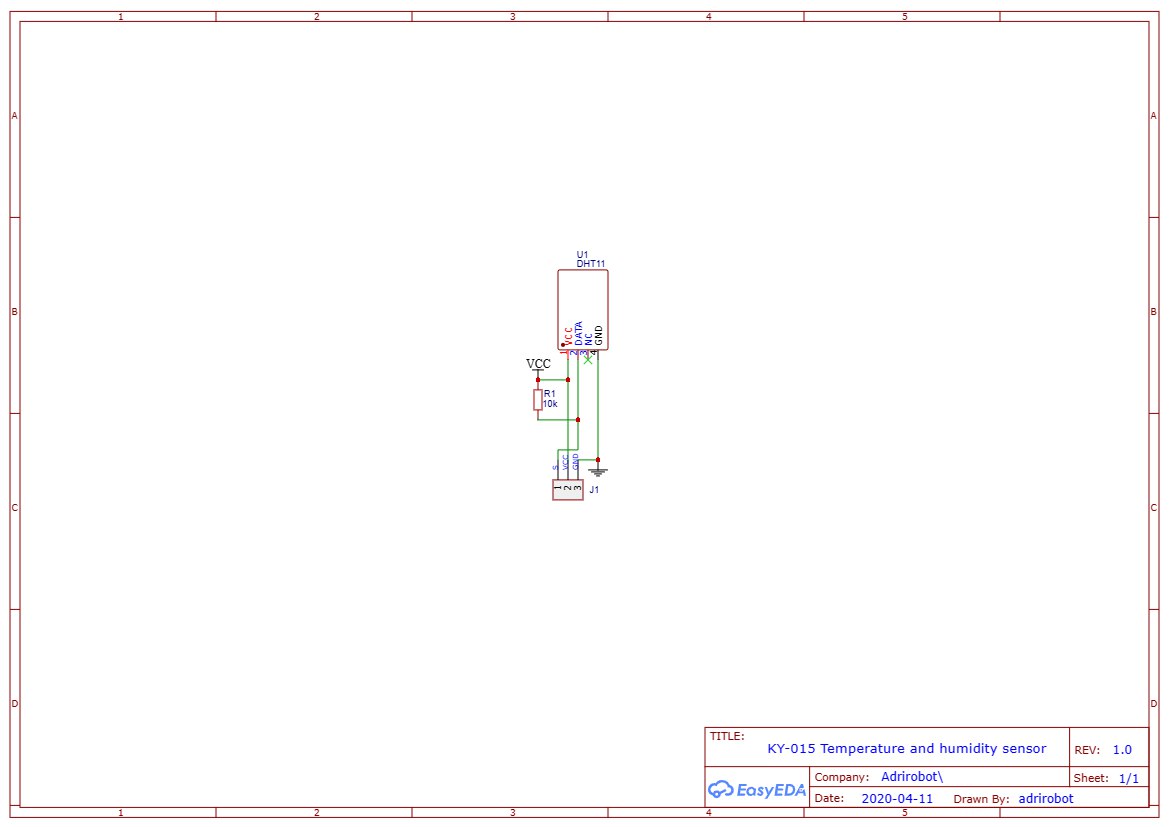 1 2 3 4 5
A A
U1
DHT11
B B
VCC DATA NC GND
1 2 3 4
VCC
R1
10k
S VCC GND
1 2 3 J1
C C
D D
TITLE:
KY-015 Temperature and humidity sensor
REV: 1.0
EasyEDA
Company: Adrirobot\
Sheet: 1/1
Date: 2020-04-11 Drawn By: adrirobot
1 2 3 4 5